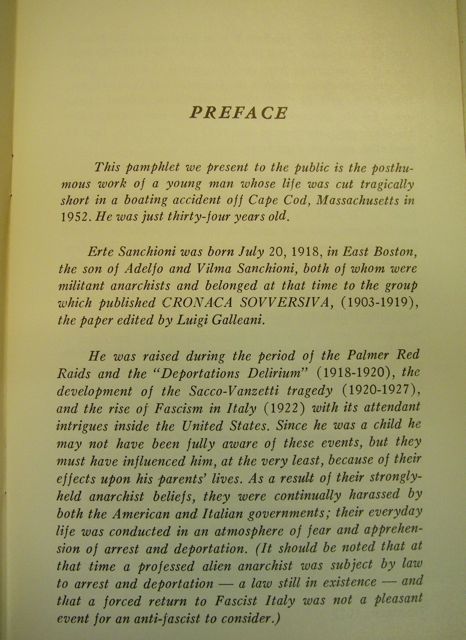 PREFACE
This pamphlet we present to the public is the posthu-
mous work of a young man whose life was cut tragically
short in a boating accident off Cape Cod, Massachusetts in
1952. He was just thirty-four years old.
Erte Sanchioni was born July 20, 1918, in East Boston,
the son of Adelfo and Vilma Sanchioni, both of whom were
militant anarchists and belonged at that time to the group
which published CRONACA SOVVERSIVA, (1903-1919),
the paper edited by Luigi Galleani.
He was raised during the period of the Palmer Red
Raids and the "Deportations Delirium" (1918-1920), the
development of the Sacco-Vanzetti tragedy (1920-1927),
and the rise of Fascism in Italy (1922) with its attendant
intrigues inside the United States. Since he was a child he
may not have been fully aware of these events, but they
must have influenced him, at the very least, because of their
effects upon his parents' lives. As a result of their strongly-
held anarchist beliefs, they were continually harassed by
both the American and Italian governments; their everyday
life was conducted in an atmosphere of fear and apprehen-
sion of arrest and deportation. (It should be noted that at
that time a professed alien anarchist was subject by law
to arrest and deportation — a law still in existence — and
that a forced return to Fascist Italy was not a pleasant
event for an anti-fascist to consider.)